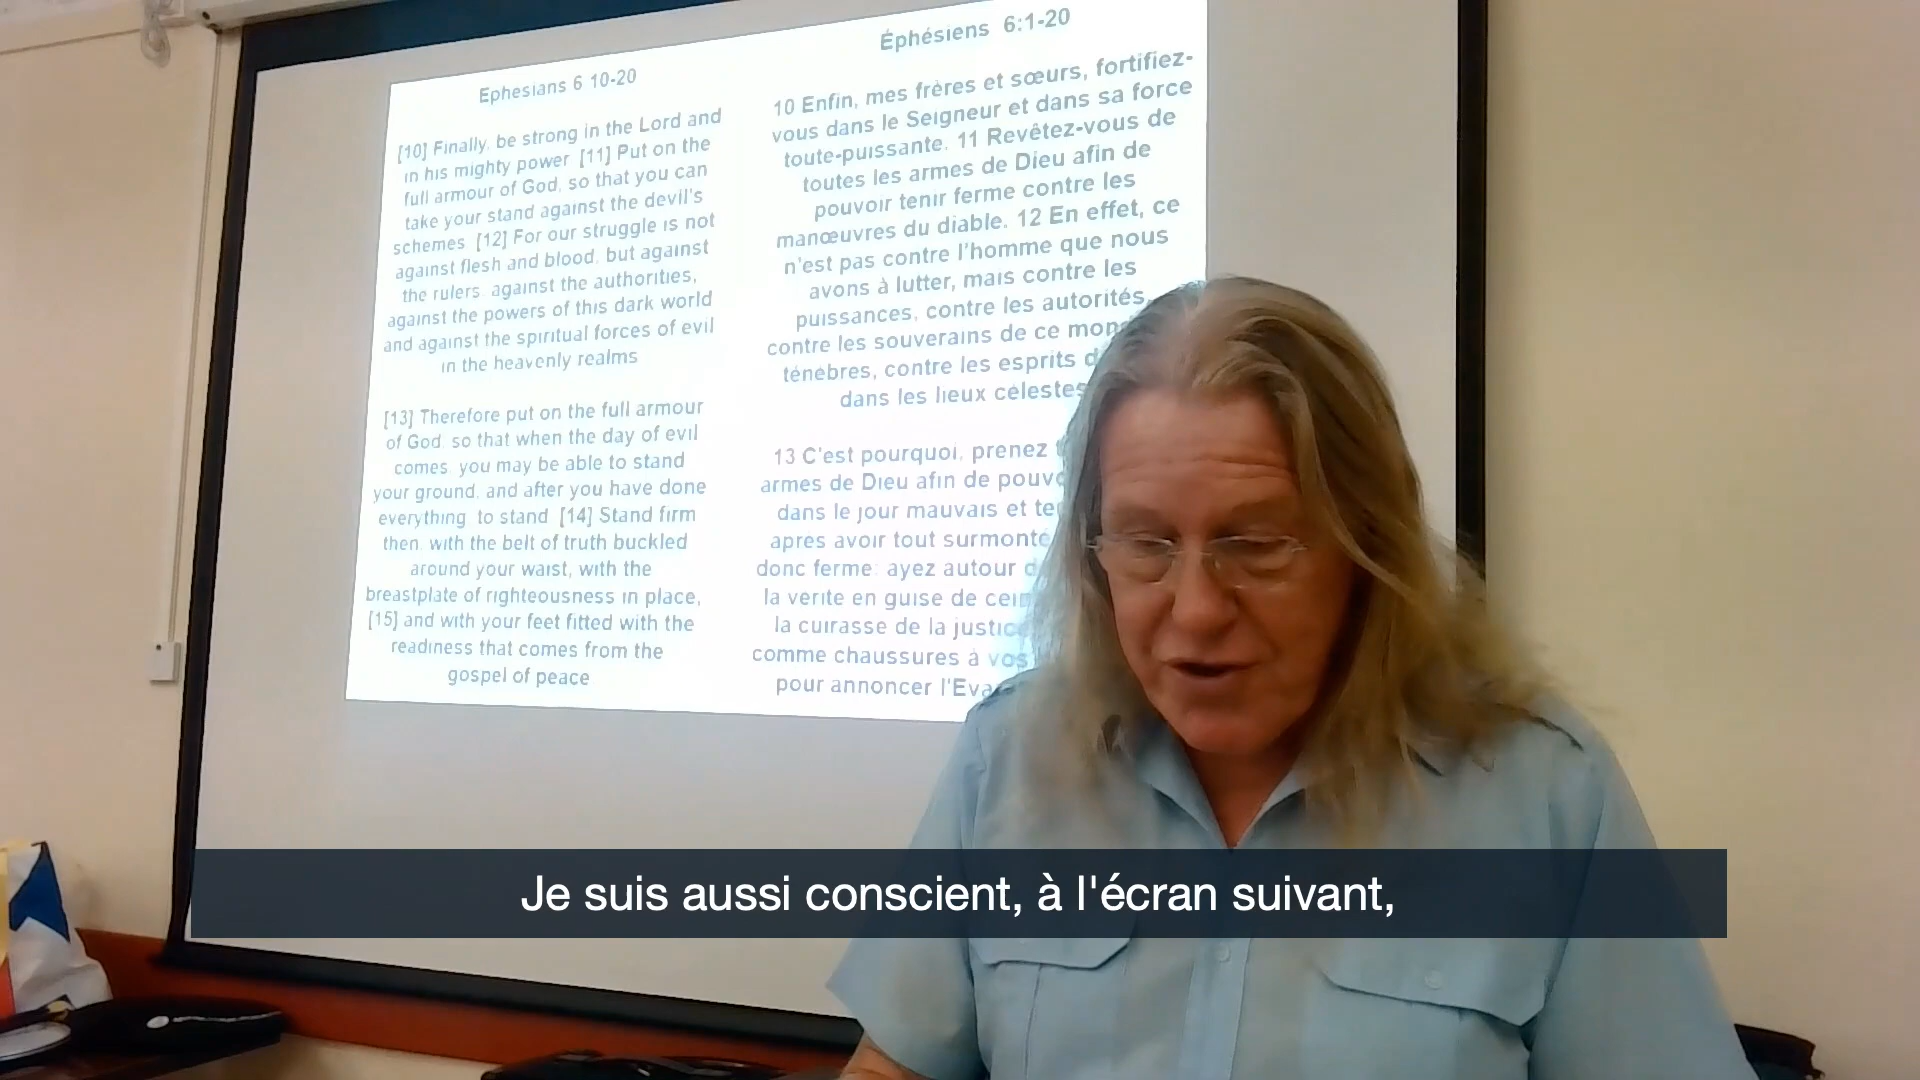 Ephesians 6 10-20
[10] Finally, be strong in the Lord and
in his mighty power [11] Put on the
full armour of God, so that you can
take your stand against the devil's
schemes [12] For our struggle is not
against flesh and blood, but against
the rulers, against the authorities,
against the powers of this dark world
and against the spiritual forces of evil
in the heavenly realms
[13] Therefore put on the full armour
of God, so that when the day of evil
comes, you may be able to stand
your ground, and after you have done
everything, to stand [14] Stand firm
then, with the belt of truth buckled
around your waist, with the
breastplate of righteousness in place,
[15] and with your feet fitted with the
readiness that comes from the
gospel of peace
Éphésiens 6:1-20
10 Enfin, mes frères et sœurs, fortifiez-
vous dans le Seigneur et dans sa force
toute-puissante. 11 Revêtez-vous de
toutes les armes de Dieu afin de
pouvoir tenir ferme contre les
manœuvres du diable. 12 En effet, ce
n'est pas contre l'homme que nous
avons à lutter, mais contre les
puissances, contre les autorités,
contre les souverains de ce
ténèbres, contre les esprits
dans les lieux célestes
13 C'est pourquoi, prenez
armes de Dieu afin de
dans le jour mauvais et
après avoir tout surmonté
donc ferme: ayez autour
la vérité en guise de
la cuirasse de la
comme chaussures à vos
pour annoncer
Je suis aussi conscient, à l'écran suivant,